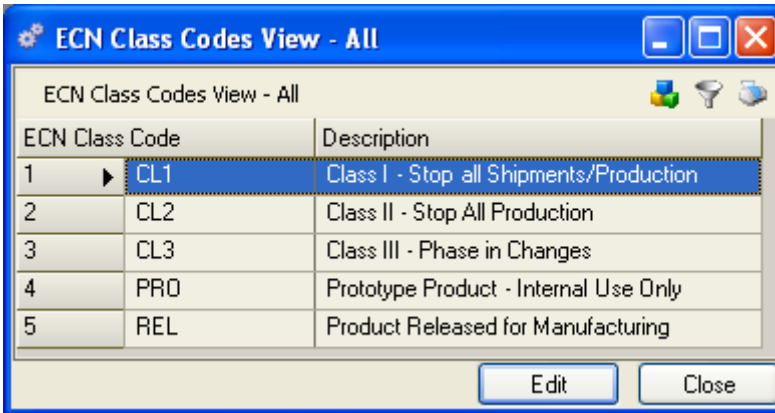 ECN Class Codes View - All
ECN Class Codes View - All
ECN Class Code Description
1 CL1 Class I - Stop all Shipments/Production
2 CL2 Class II - Stop All Production
3 CL3 Class III - Phase in Changes
4 PRO Prototype Product - Internal Use Only
5 REL Product Released for Manufacturing
Edit Close